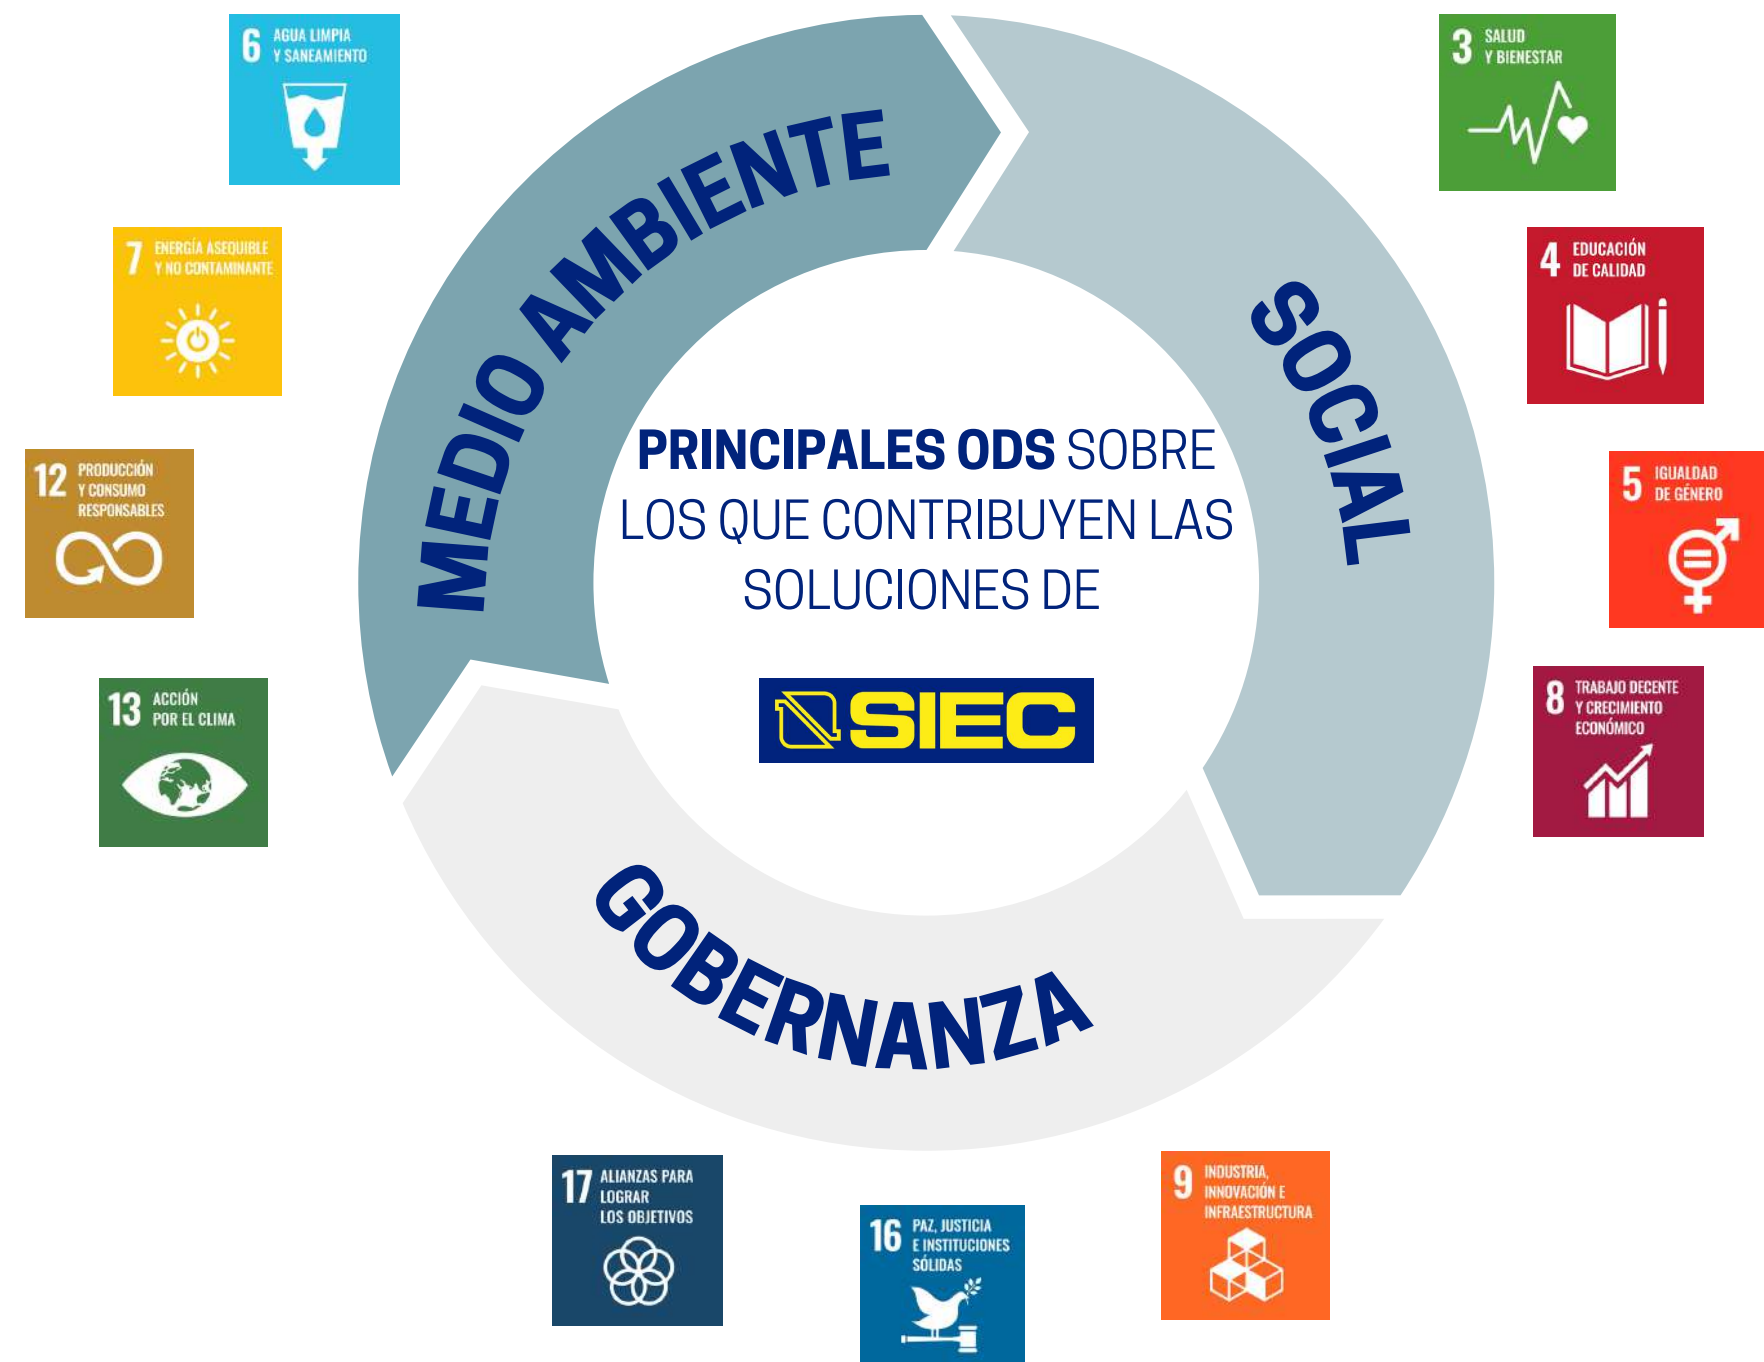 6 AGUA LIMPIA
Y SANEAMIENTO
7 ENERGÍA ASEQUIBLE
Y NO CONTAMINANTE
12 PRODUCCIÓN
Y CONSUMO
RESPONSABLES
13 ACCIÓN
POR EL CLIMA
MEDIO AMBIENTE
SOCIAL
GOBERNANZA
PRINCIPALES ODS SOBRE
LOS QUE CONTRIBUYEN LAS
SOLUCIONES DE
SIEC
3 SALUD
Y BIENESTAR
4 EDUCACIÓN
DE CALIDAD
5 IGUALDAD
DE GÉNERO
8 TRABAJO DECENTE
Y CRECIMIENTO
ECONÓMICO
17 ALIANZAS PARA
LOGRAR
LOS OBJETIVOS
16 PAZ, JUSTICIA
E INSTITUCIONES
SÓLIDAS
9 INDUSTRIA,
INNOVACIÓN E
INFRAESTRUCTURA